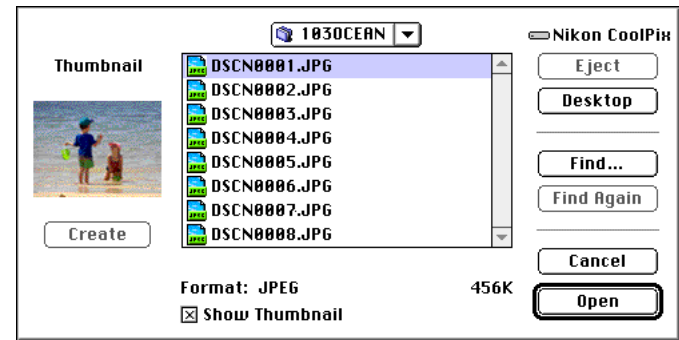 103OCEAN
Nikon CoolPix
Thumbnail
DSCN0001.JPG
DSCN0002.JPG
DSCN0003.JPG
DSCN0004.JPG
DSCN0005.JPG
DSCN0006.JPG
DSCN0007.JPG
DSCN0008.JPG
Create
Format: JPEG
456K
Show Thumbnail
Eject
Desktop
Find...
Find Again
Cancel
Open